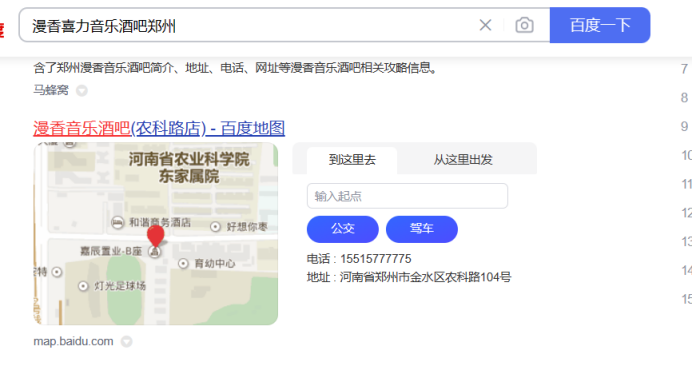 漫香喜力音乐酒吧郑州
百度一下
含了郑州漫香音乐酒吧简介、地址、电话、网址等漫香音乐酒吧相关攻略信息。
马蜂窝
漫香音乐酒吧(农科路店) - 百度地图
河南省农业科学院
东家属院
和谐商务酒店
好想你枣
嘉辰置业-B座
育幼中心
灯光足球场
到这里去
从这里出发
输入起点
公交
驾车
电话 : 15515777775
地址 : 河南省郑州市金水区农科路104号
map.baidu.com
7
8
9
10
11
12
13
14
15